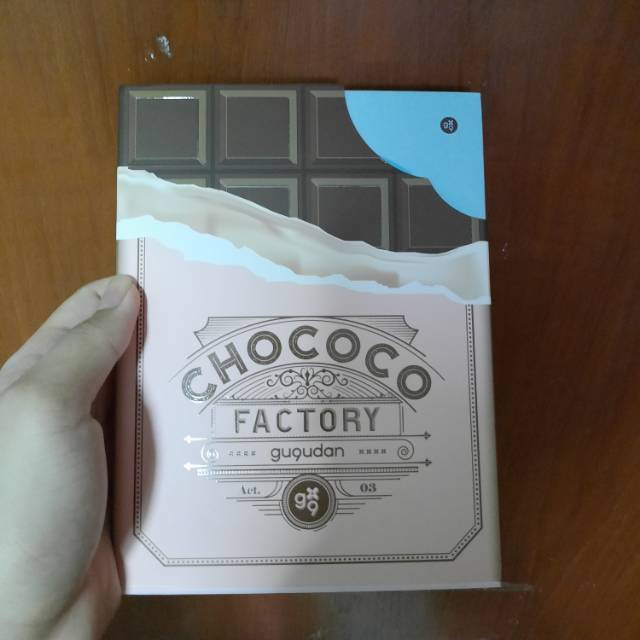 CHOCOCO
FACTORY
gugudan
Act. 03